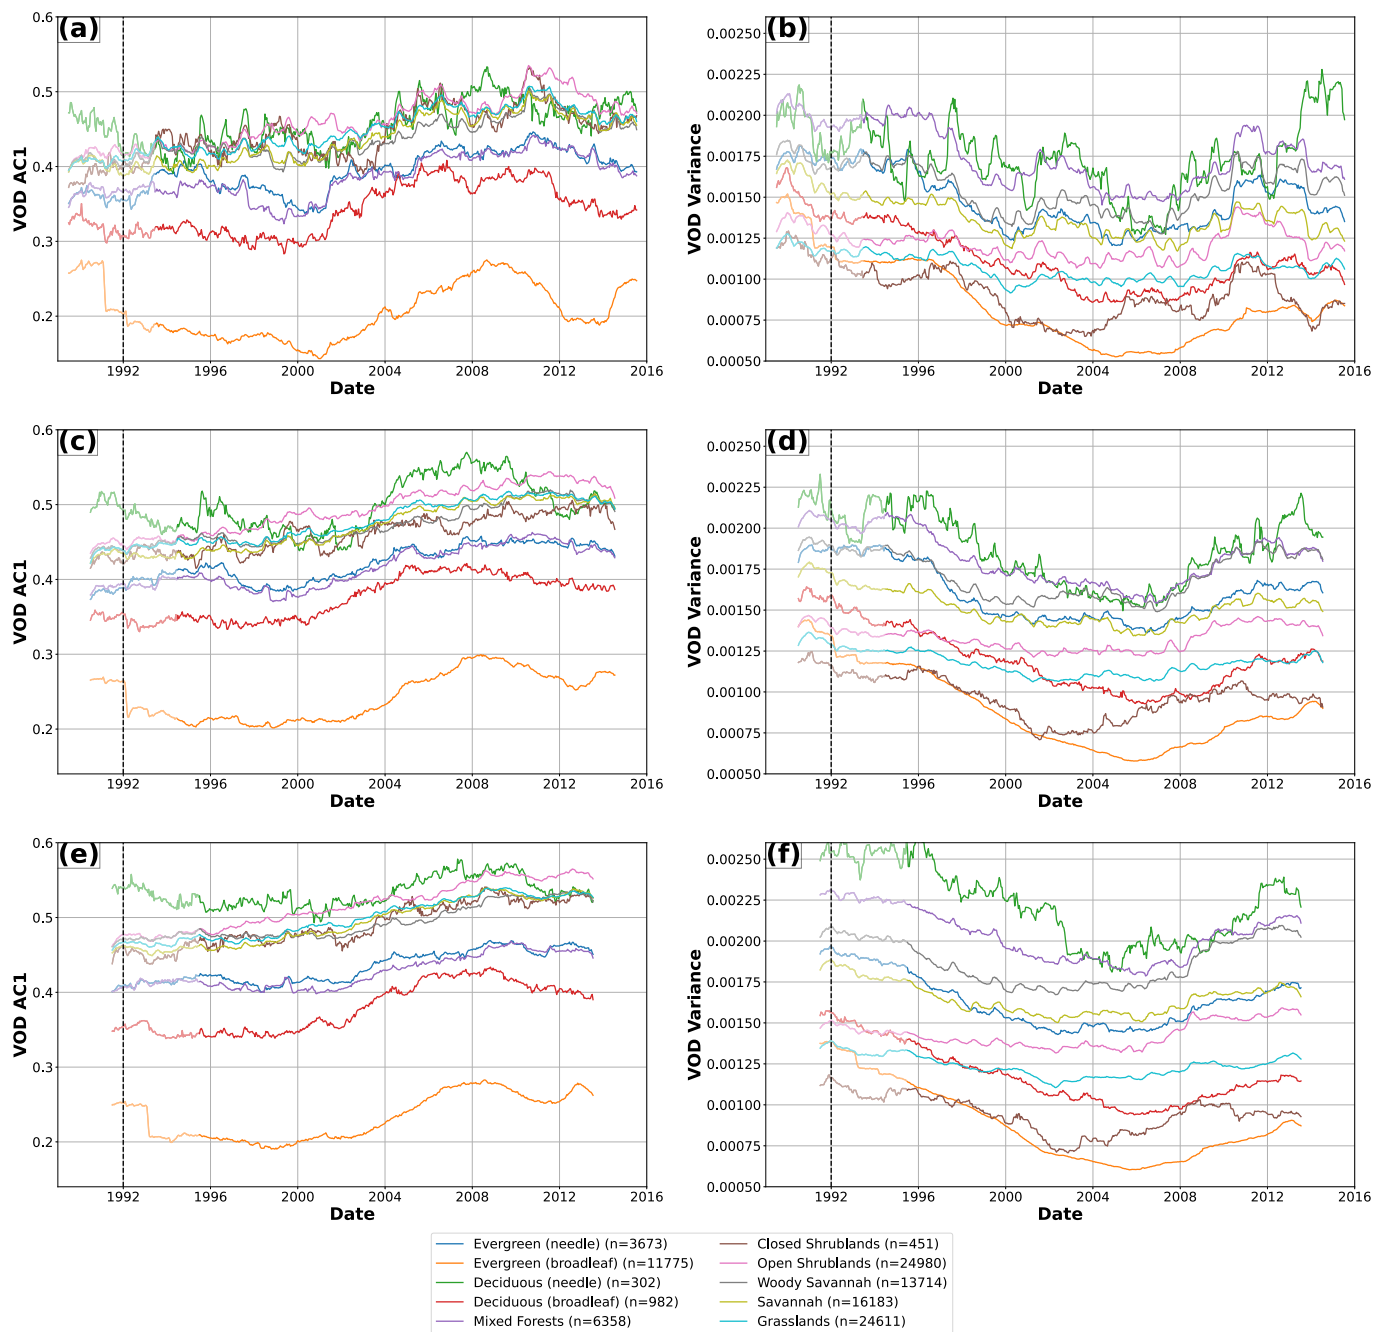 (a)
0.6
0.5
0.4
0.3
0.2
VOD AC1
1992 1996 2000 2004 2008 2012 2016
Date
(b)
0.00250
0.00225
0.00200
0.00175
0.00150
0.00125
0.00100
0.00075
0.00050
VOD Variance
1992 1996 2000 2004 2008 2012 2016
Date
(c)
0.6
0.5
0.4
0.3
0.2
VOD AC1
1992 1996 2000 2004 2008 2012 2016
Date
(d)
0.00250
0.00225
0.00200
0.00175
0.00150
0.00125
0.00100
0.00075
0.00050
VOD Variance
1992 1996 2000 2004 2008 2012 2016
Date
(e)
0.6
0.5
0.4
0.3
0.2
VOD AC1
1992 1996 2000 2004 2008 2012 2016
Date
(f)
0.00250
0.00225
0.00200
0.00175
0.00150
0.00125
0.00100
0.00075
0.00050
VOD Variance
1992 1996 2000 2004 2008 2012 2016
Date
Evergreen (needle) (n=3673)
Evergreen (broadleaf) (n=11775)
Deciduous (needle) (n=302)
Deciduous (broadleaf) (n=982)
Mixed Forests (n=6358)
Closed Shrublands (n=451)
Open Shrublands (n=24980)
Woody Savannah (n=13714)
Savannah (n=16183)
Grasslands (n=24611)